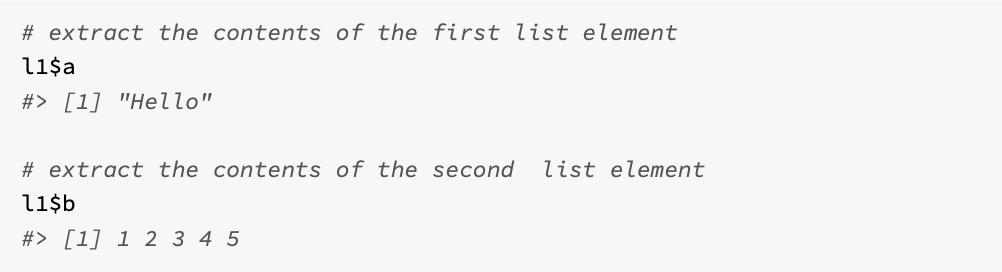 # extract the contents of the first list element
l1$a
#> [1] "Hello"
# extract the contents of the second  list element
l1$b
#> [1] 1 2 3 4 5